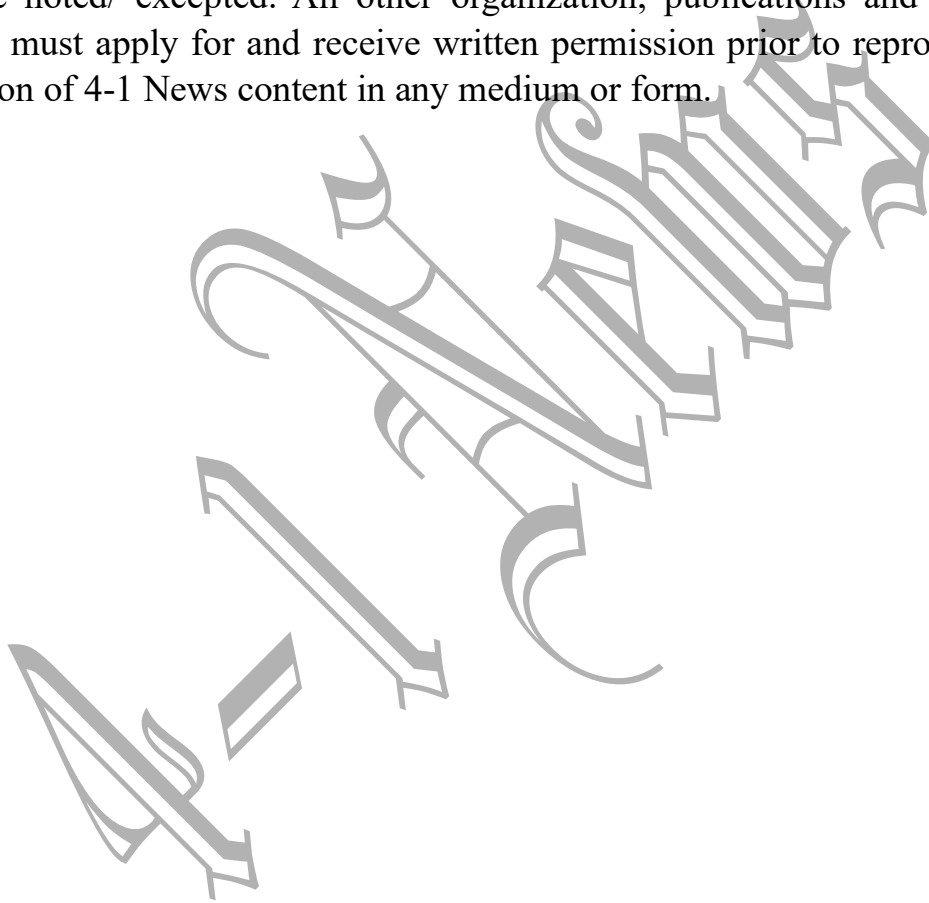 e noted/ excepted. All other organization, publications and
must apply for and receive written permission prior to repro
on of 4-1 News content in any medium or form.
4-1 News